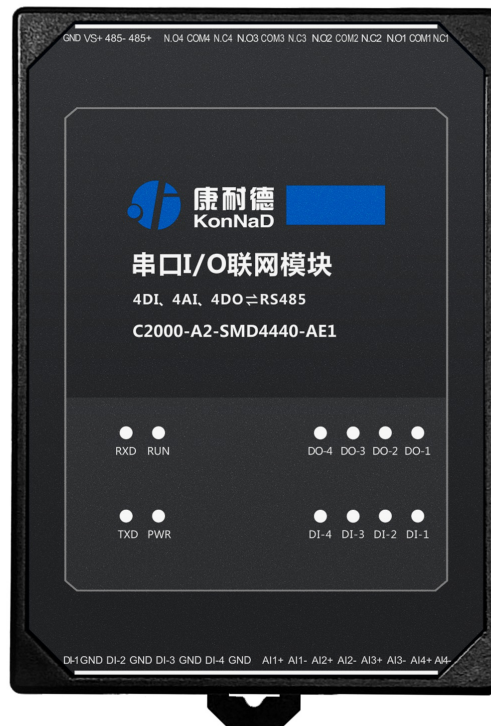 GND VS+ 485- 485+ N.O4 COM4 N.C4 N.O3 COM3 N.C3 N.O2 COM2 N.C2 N.O1 COM1 N.C1
康耐德
KonNaD
串口I/O联网模块
4DI、4AI、4DO⇌RS485
C2000-A2-SMD4440-AE1
RXD RUN DO-4 DO-3 DO-2 DO-1
TXD PWR DI-4 DI-3 DI-2 DI-1
DI-1 GND DI-2 GND DI-3 GND DI-4 GND AI1+ AI1- AI2+ AI2- AI3+ AI3- AI4+ AI4-